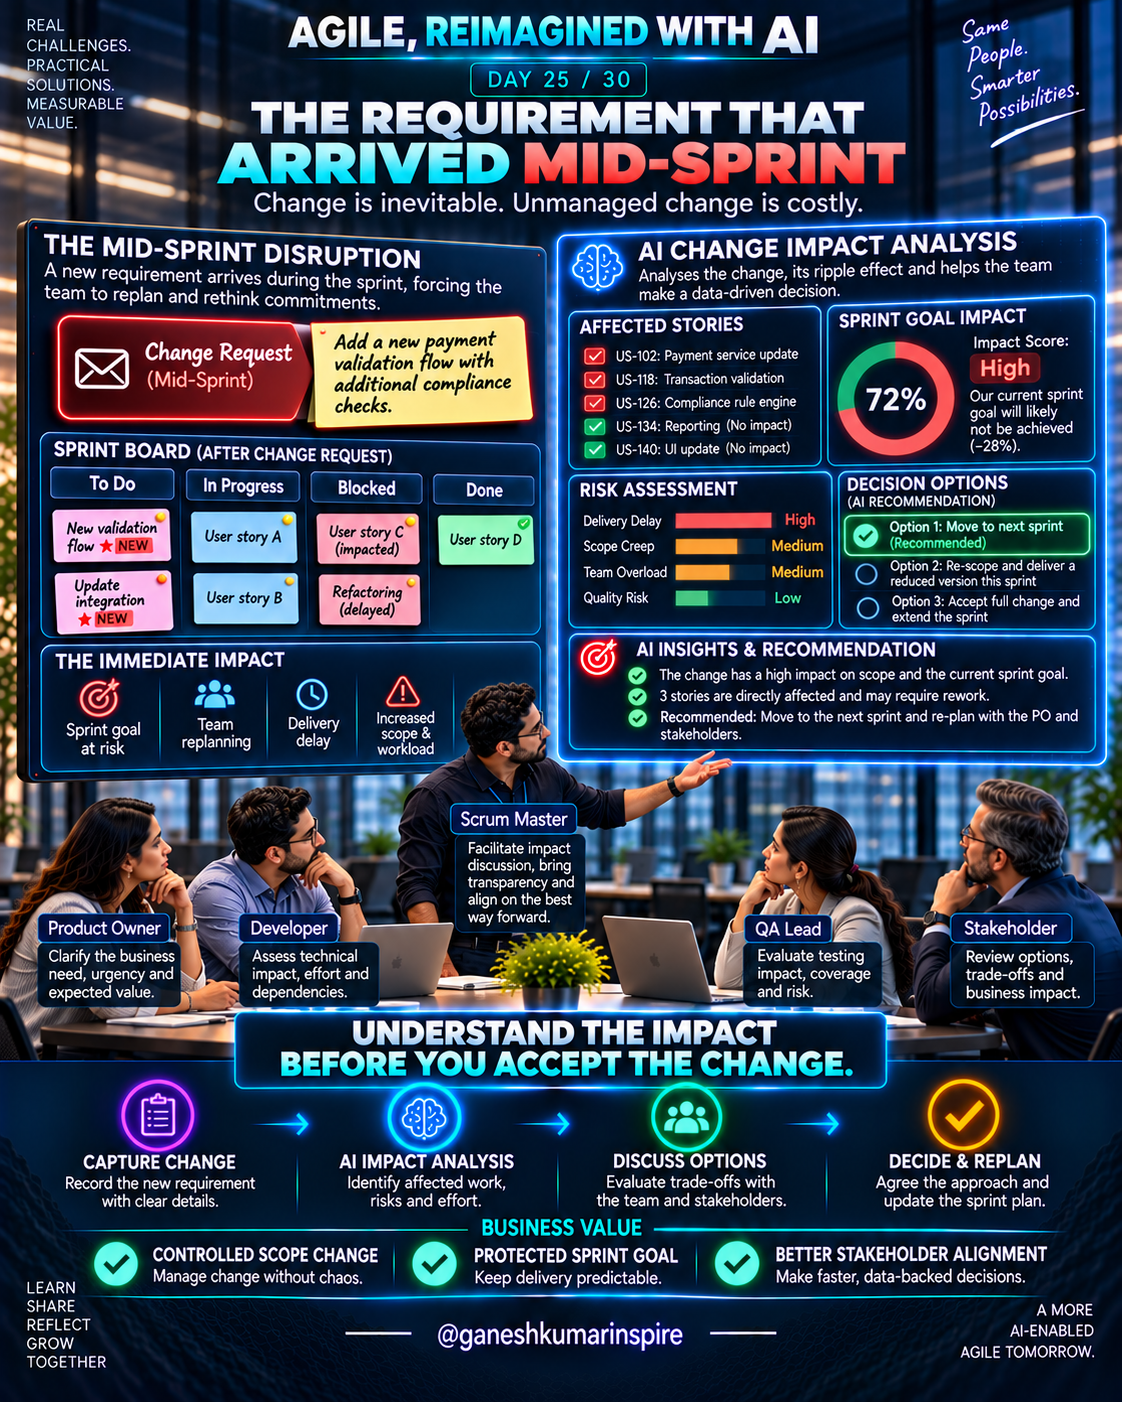 REAL
CHALLENGES.
PRACTICAL
SOLUTIONS.
MEASURABLE
VALUE.
AGILE, REIMAGINED WITH AI
DAY 25 / 30
Same
People.
Smarter
Possibilities.
THE REQUIREMENT THAT
ARRIVED MID-SPRINT
Change is inevitable. Unmanaged change is costly.
THE MID-SPRINT DISRUPTION
A new requirement arrives during the sprint, forcing the
team to replan and rethink commitments.
Change Request
(Mid-Sprint)
Add a new payment
validation flow with
additional compliance
checks.
SPRINT BOARD (AFTER CHANGE REQUEST)
To Do
In Progress
Blocked
Done
New validation
flow ★ NEW
User story A
User story C
(impacted)
User story D
Update
integration
★ NEW
User story B
Refactoring
(delayed)
THE IMMEDIATE IMPACT
Sprint goal
at risk
Team
replanning
Delivery
delay
Increased
scope &
workload
AI CHANGE IMPACT ANALYSIS
Analyses the change, its ripple effect and helps the team
make a data-driven decision.
AFFECTED STORIES
US-102: Payment service update
US-118: Transaction validation
US-126: Compliance rule engine
US-134: Reporting (No impact)
US-140: UI update (No impact)
SPRINT GOAL IMPACT
72%
Impact Score:
High
Our current sprint
goal will likely
not be achieved
(-28%).
RISK ASSESSMENT
Delivery Delay High
Scope Creep Medium
Team Overload Medium
Quality Risk Low
DECISION OPTIONS
(AI RECOMMENDATION)
Option 1: Move to next sprint
(Recommended)
Option 2: Re-scope and deliver a
reduced version this sprint
Option 3: Accept full change and
extend the sprint
AI INSIGHTS & RECOMMENDATION
The change has a high impact on scope and the current sprint goal.
3 stories are directly affected and may require rework.
Recommended: Move to the next sprint and re-plan with the PO and
stakeholders.
Scrum Master
Facilitate impact
discussion, bring
transparency and
align on the best
way forward.
Product Owner
Clarify the business
need, urgency and
expected value.
Developer
Assess technical
impact, effort and
dependencies.
QA Lead
Evaluate testing
impact, coverage
and risk.
Stakeholder
Review options,
trade-offs and
business impact.
UNDERSTAND THE IMPACT
BEFORE YOU ACCEPT THE CHANGE.
CAPTURE CHANGE
Record the new requirement
with clear details.
AI IMPACT ANALYSIS
Identify affected work,
risks and effort.
DISCUSS OPTIONS
Evaluate trade-offs with
the team and stakeholders.
DECIDE & REPLAN
Agree the approach and
update the sprint plan.
BUSINESS VALUE
CONTROLLED SCOPE CHANGE
Manage change without chaos.
PROTECTED SPRINT GOAL
Keep delivery predictable.
BETTER STAKEHOLDER ALIGNMENT
Make faster, data-backed decisions.
LEARN
SHARE
REFLECT
GROW
TOGETHER
@ganeshkumarinspire
A MORE
AI-ENABLED
AGILE TOMORROW.